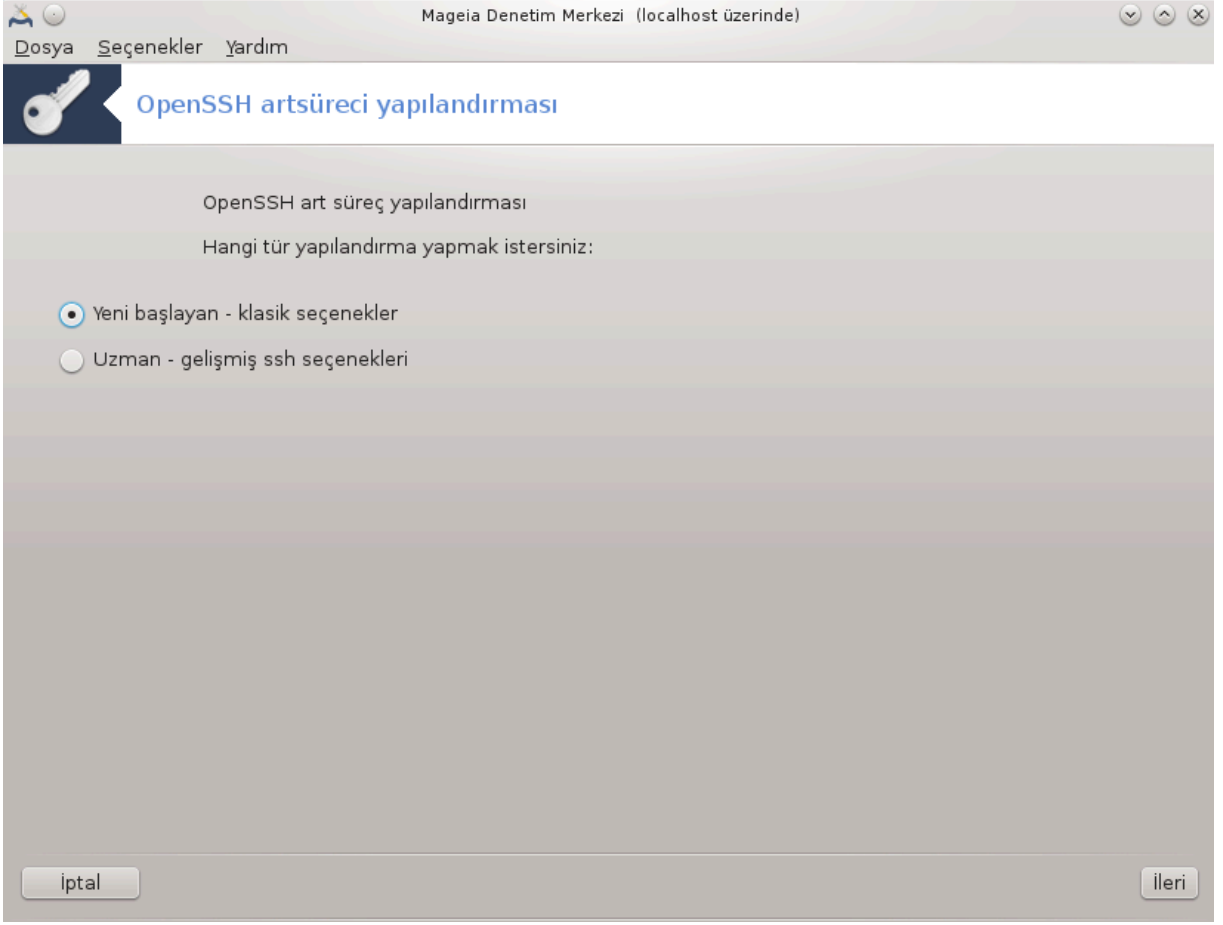 Mageia Denetim Merkezi (localhost üzerinde)
Dosya Seçenekler Yardım
OpenSSH artsüreci yapılandırması
OpenSSH art süreç yapılandırması
Hangi tür yapılandırma yapmak istersiniz:
Yeni başlayan - klasik seçenekler
Uzman - gelişmiş ssh seçenekleri
İptal
İleri